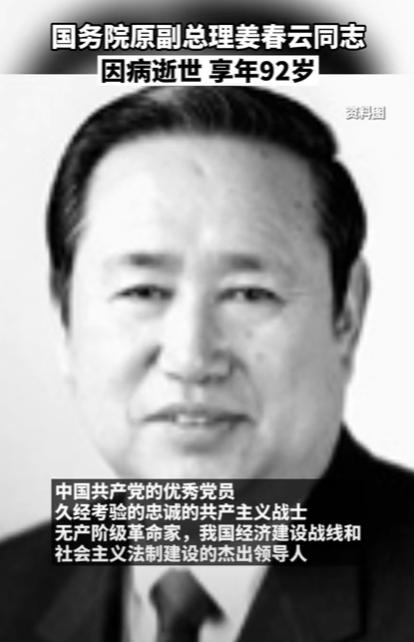 国务院原副总理姜春云同志
因病逝世 享年92岁
资料图
中国共产党的优秀党员
久经考验的忠诚的共产主义战士
无产阶级革命家，我国经济建设战线和
社会主义法制建设的杰出领导人